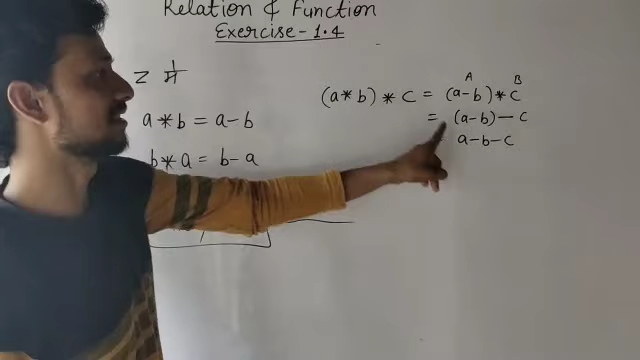 Relation & Function
Exercise - 1.4
Z में
a * b = a - b
b * a = b - a
A B
(a * b) * c = (a - b) * c
= (a - b) - c
a - b - c